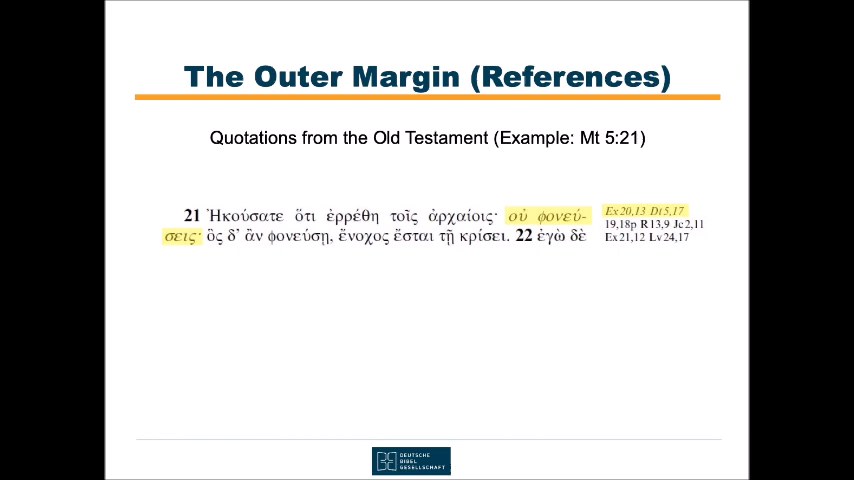 The Outer Margin (References)
Quotations from the Old Testament (Example: Mt 5:21)
21 Ἠκούσατε ὅτι ἐρρέθη τοῖς ἀρχαίοις· οὐ φονεύ-
σεις· ὃς δ’ ἂν φονεύσῃ, ἔνοχος ἔσται τῇ κρίσει. 22 ἐγὼ δὲ
Ex 20,13 Dt 5,17
19,18p R 13,9 Jc 2,11
Ex 21,12 Lv 24,17
DEUTSCHE
BIBEL
GESELLSCHAFT